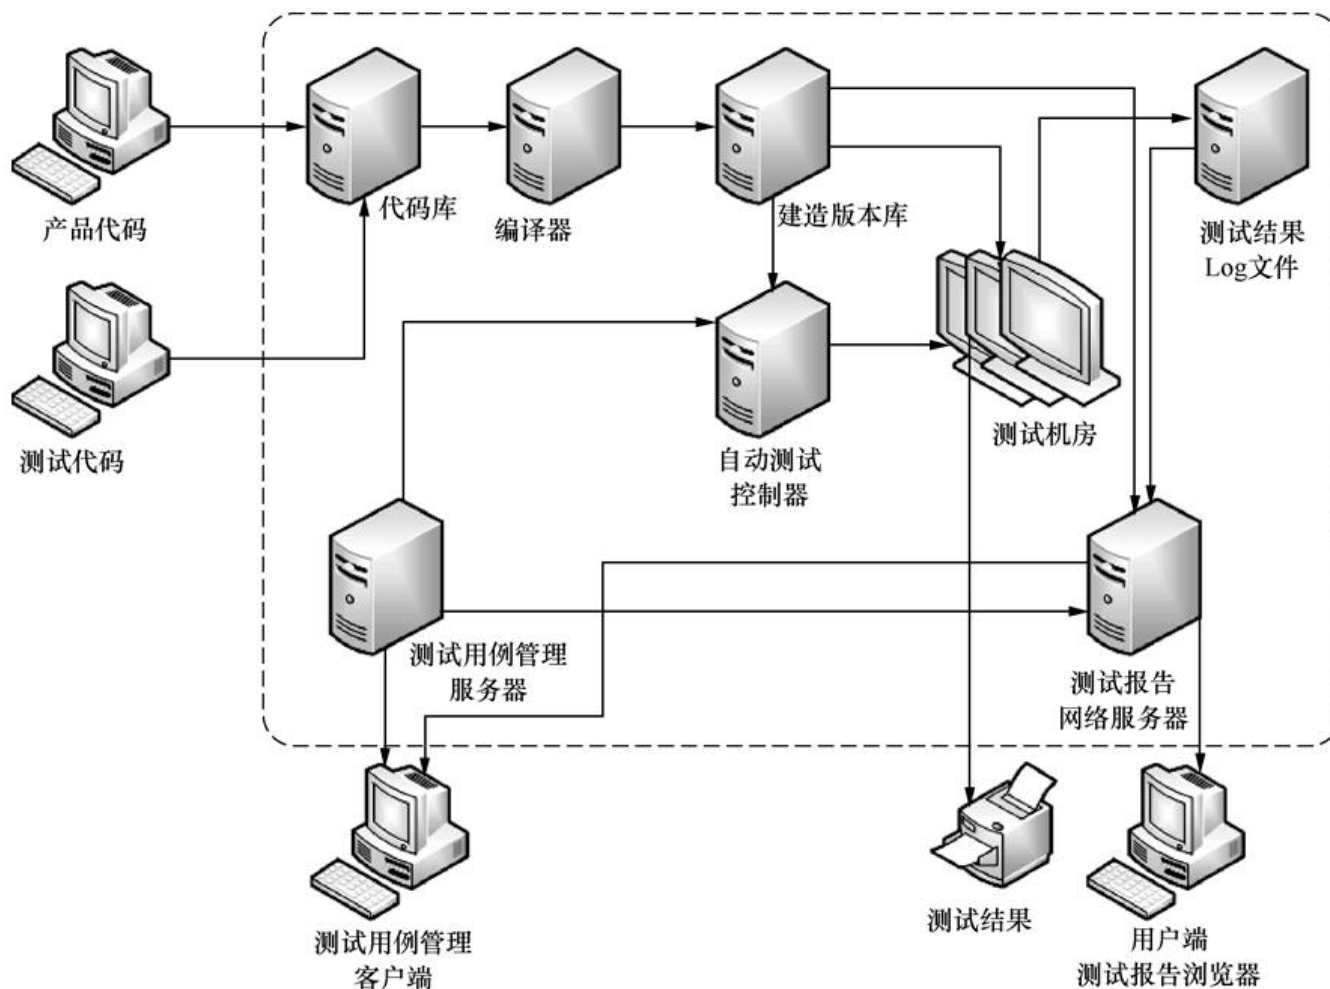 产品代码
代码库
编译器
建造版本库
测试结果
Log文件
测试代码
自动测试
控制器
测试机房
测试用例管理
服务器
测试报告
网络服务器
测试用例管理
客户端
测试结果
用户端
测试报告浏览器